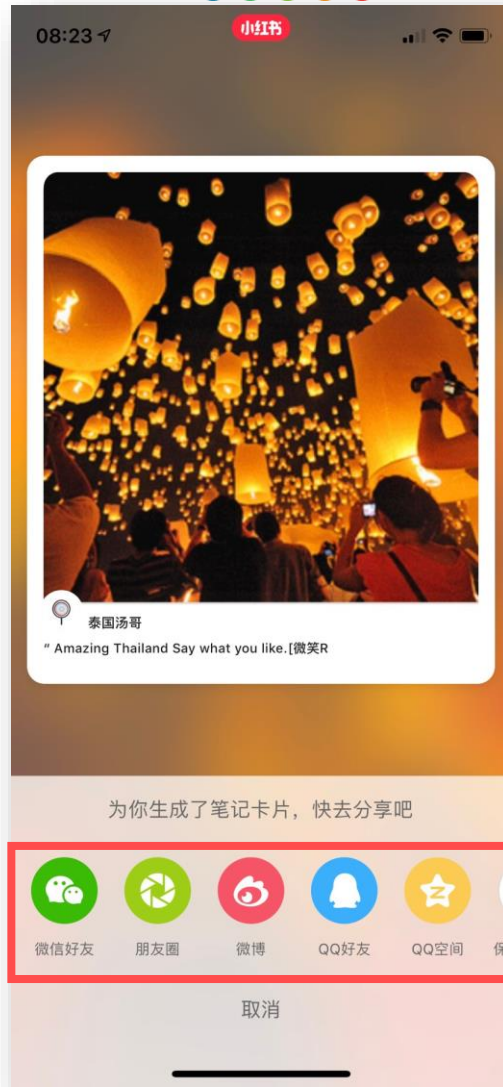 08:23
小红书
泰国汤哥
“ Amazing Thailand Say what you like.[微笑R
为你生成了笔记卡片，快去分享吧
微信好友
朋友圈
微博
QQ好友
QQ空间
取消